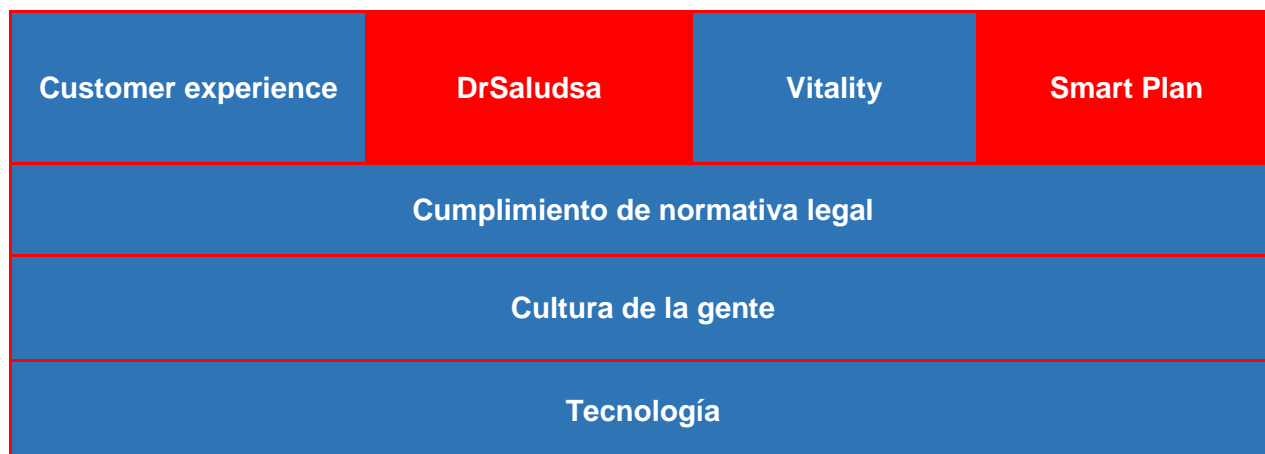 Customer experience
DrSaludsa
Vitality
Smart Plan
Cumplimiento de normativa legal
Cultura de la gente
Tecnología